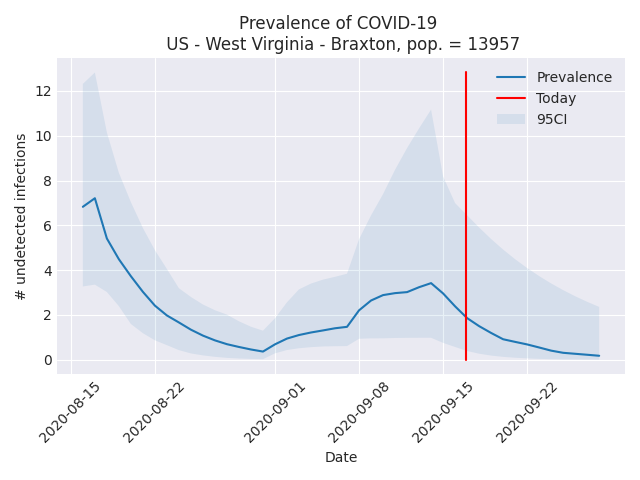 Prevalence of COVID-19
US - West Virginia - Braxton, pop. = 13957
Prevalence
Today
95CI
# undetected infections
12
10
8
6
4
2
0
2020-08-15
2020-08-22
2020-09-01
2020-09-08
2020-09-15
2020-09-22
Date